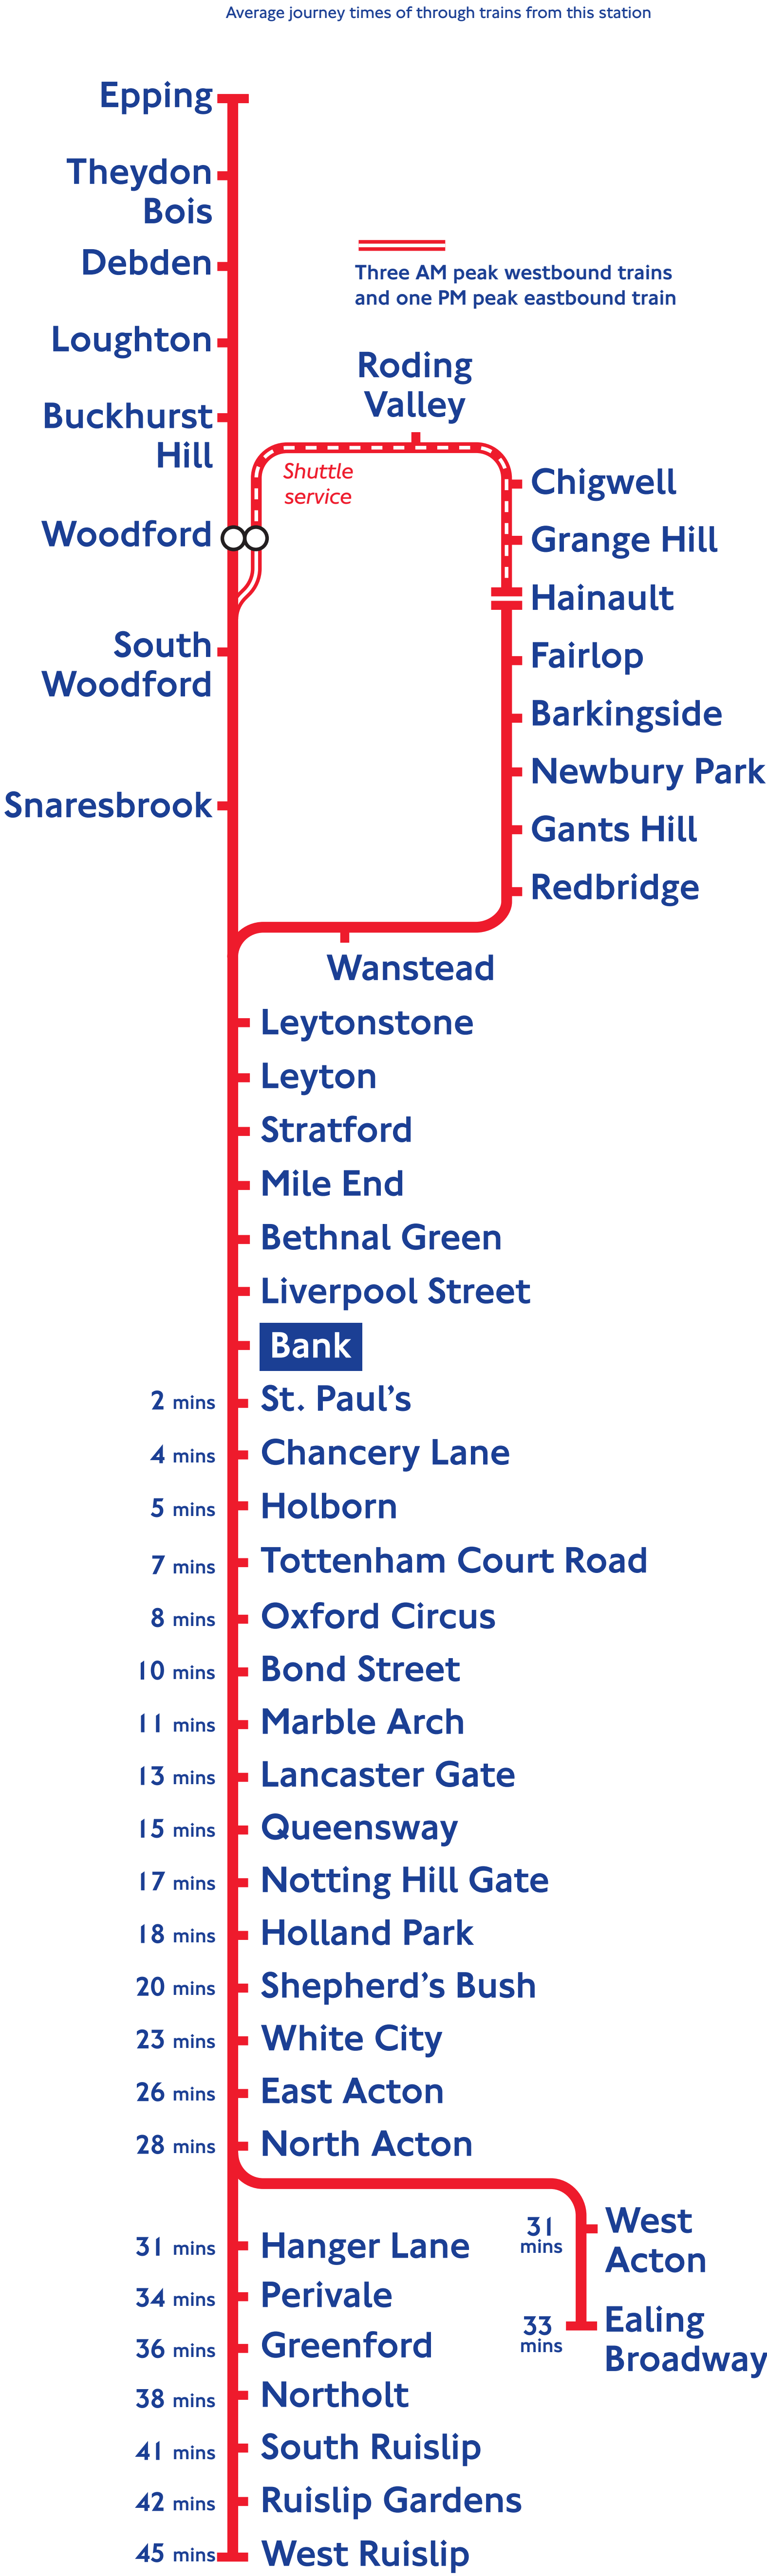 Average journey times of through trains from this station
Epping
Theydon
Bois
Debden
Three AM peak westbound trains
and one PM peak eastbound train
Loughton
Roding
Valley
Buckhurst
Hill
Shuttle
service
Chigwell
Woodford
Grange Hill
Hainault
South
Woodford
Fairlop
Barkingside
Newbury Park
Snaresbrook
Gants Hill
Redbridge
Wanstead
Leytonstone
Leyton
Stratford
Mile End
Bethnal Green
Liverpool Street
Bank
2 mins St. Paul’s
4 mins Chancery Lane
5 mins Holborn
7 mins Tottenham Court Road
8 mins Oxford Circus
10 mins Bond Street
11 mins Marble Arch
13 mins Lancaster Gate
15 mins Queensway
17 mins Notting Hill Gate
18 mins Holland Park
20 mins Shepherd’s Bush
23 mins White City
26 mins East Acton
28 mins North Acton
31
mins
West
Acton
31 mins Hanger Lane
34 mins Perivale
33
mins
Ealing
Broadway
36 mins Greenford
38 mins Northolt
41 mins South Ruislip
42 mins Ruislip Gardens
45 mins West Ruislip